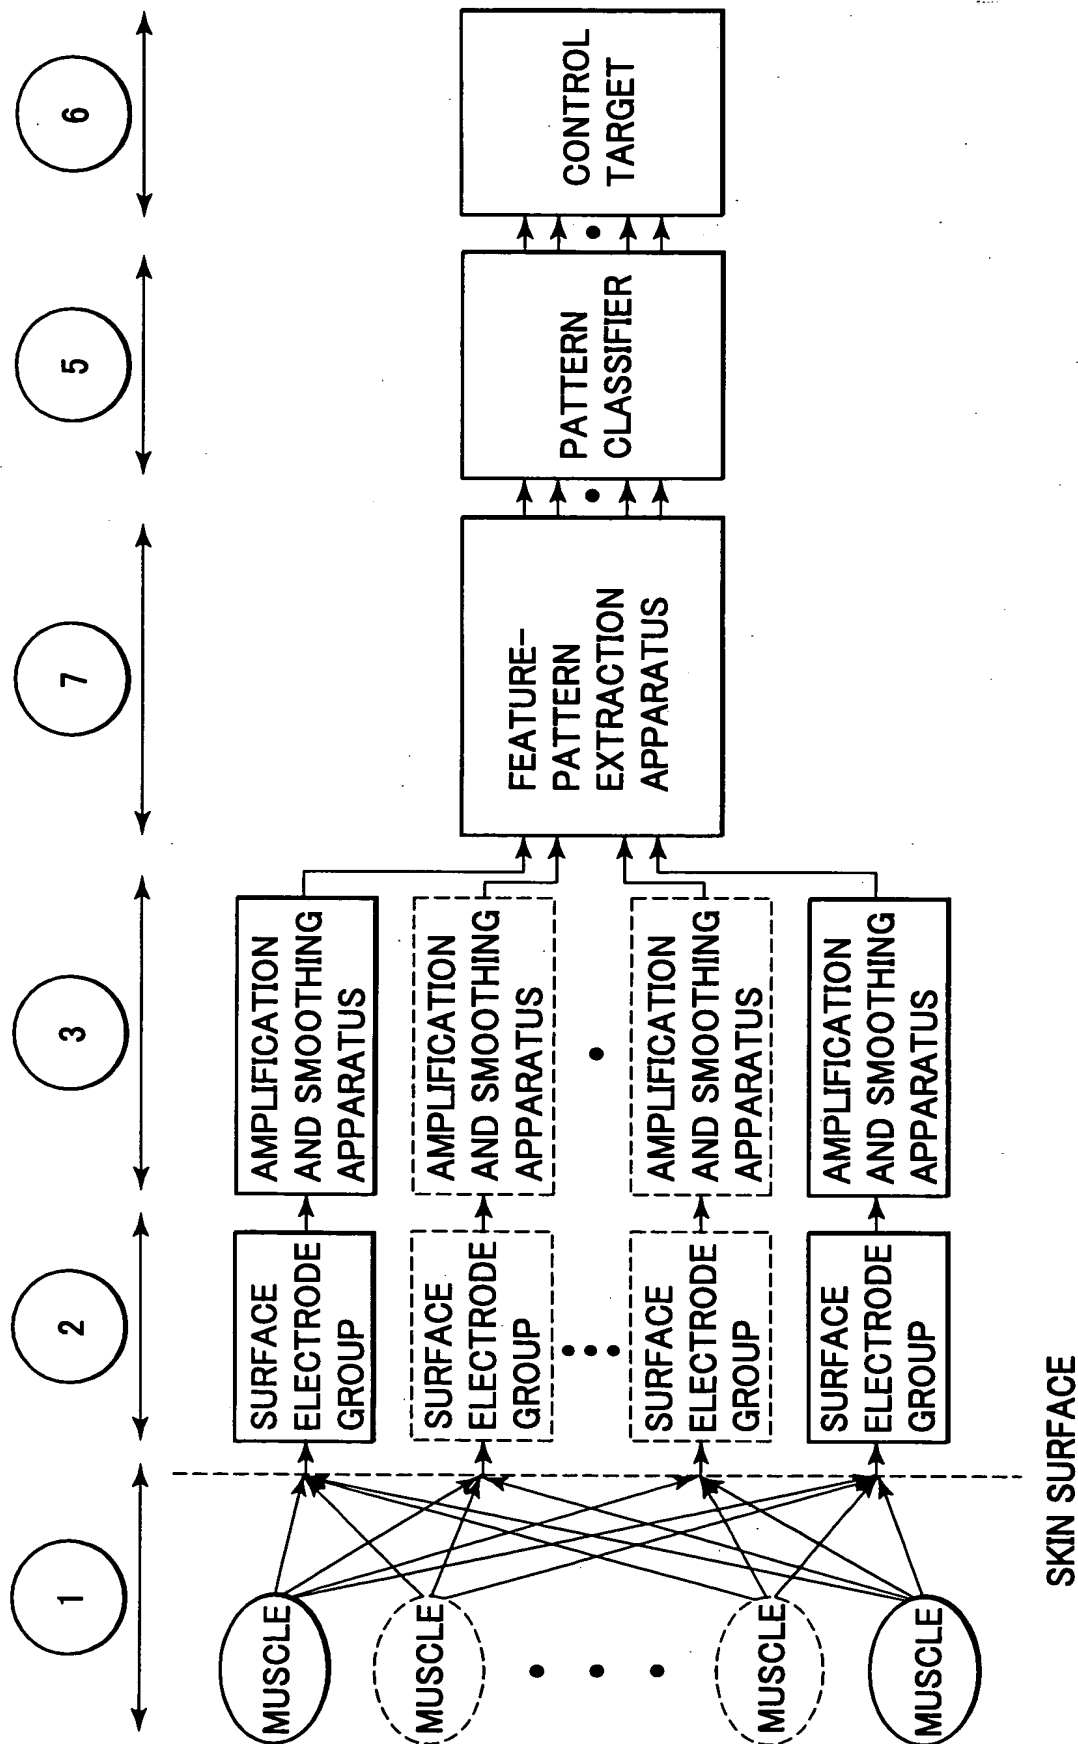 1
2
3
7
5
6
MUSCLE
MUSCLE
MUSCLE
MUSCLE
SURFACE
ELECTRODE
GROUP
SURFACE
ELECTRODE
GROUP
SURFACE
ELECTRODE
GROUP
SURFACE
ELECTRODE
GROUP
AMPLIFICATION
AND SMOOTHING
APPARATUS
AMPLIFICATION
AND SMOOTHING
APPARATUS
AMPLIFICATION
AND SMOOTHING
APPARATUS
AMPLIFICATION
AND SMOOTHING
APPARATUS
FEATURE-
PATTERN
EXTRACTION
APPARATUS
PATTERN
CLASSIFIER
CONTROL
TARGET
SKIN SURFACE